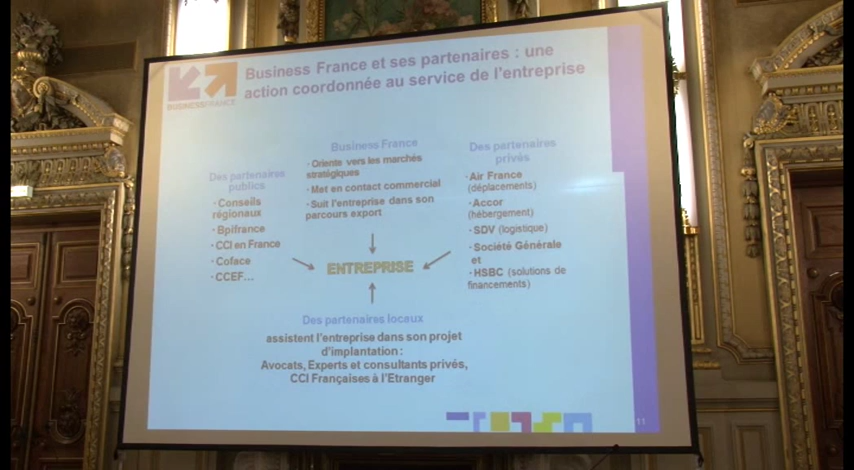 Business France et ses partenaires : une
action coordonnée au service de l'entreprise
BUSINESSFRANCE
Des partenaires
publics
· Conseils
régionaux
· Bpifrance
· CCI en France
· Coface
· CCEF...
Business France
· Oriente vers les marchés
stratégiques
· Met en contact commercial
· Suit l'entreprise dans son
parcours export
Des partenaires
privés
· Air France
(déplacements)
· Accor
(hébergement)
· SDV (logistique)
· Société Générale
et
· HSBC (solutions de
financements)
ENTREPRISE
Des partenaires locaux
assistent l'entreprise dans son projet
d'implantation :
Avocats, Experts et consultants privés,
CCI Françaises à l'Etranger
11